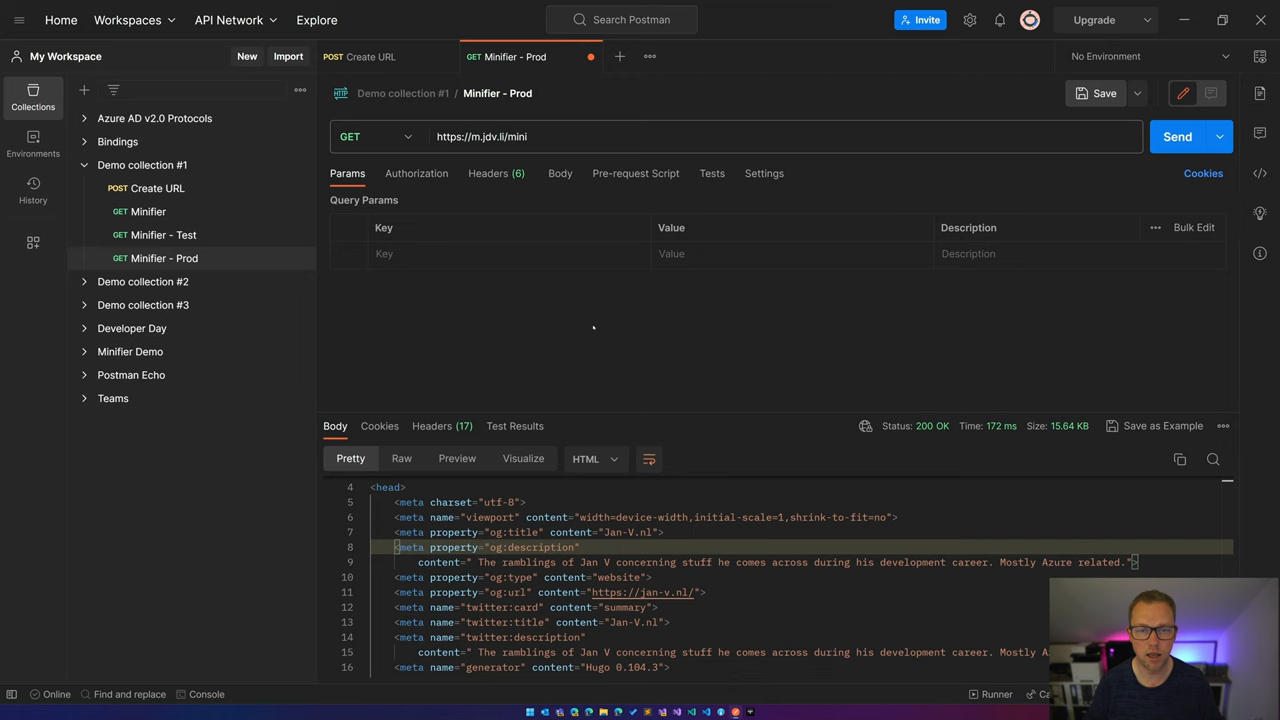 Home Workspaces API Network Explore Search Postman Invite Upgrade
My Workspace New Import POST Create URL GET Minifier - Prod No Environment
Collections
Environments
History
Azure AD v2.0 Protocols
Bindings
Demo collection #1
POST Create URL
GET Minifier
GET Minifier - Test
GET Minifier - Prod
Demo collection #2
Demo collection #3
Developer Day
Minifier Demo
Postman Echo
Teams
HTTP Demo collection #1 / Minifier - Prod Save
GET https://m.jdv.li/mini Send
Params Authorization Headers (6) Body Pre-request Script Tests Settings Cookies
Query Params
Key Value Description Bulk Edit
Key Value Description
Body Cookies Headers (17) Test Results Status: 200 OK Time: 172 ms Size: 15.64 KB Save as Example
Pretty Raw Preview Visualize HTML
4 <head>
5 <meta charset="utf-8">
6 <meta name="viewport" content="width=device-width,initial-scale=1,shrink-to-fit=no">
7 <meta property="og:title" content="Jan-V.nl">
8 <meta property="og:description"
9 content=" The ramblings of Jan V concerning stuff he comes across during his development career. Mostly Azure related.">
10 <meta property="og:type" content="website">
11 <meta property="og:url" content="https://jan-v.nl/">
12 <meta name="twitter:card" content="summary">
13 <meta name="twitter:title" content="Jan-V.nl">
14 <meta name="twitter:description"
15 content=" The ramblings of Jan V concerning stuff he comes across during his development career. Mostly A
16 <meta name="generator" content="Hugo 0.104.3">
Online Find and replace Console Runner Ca